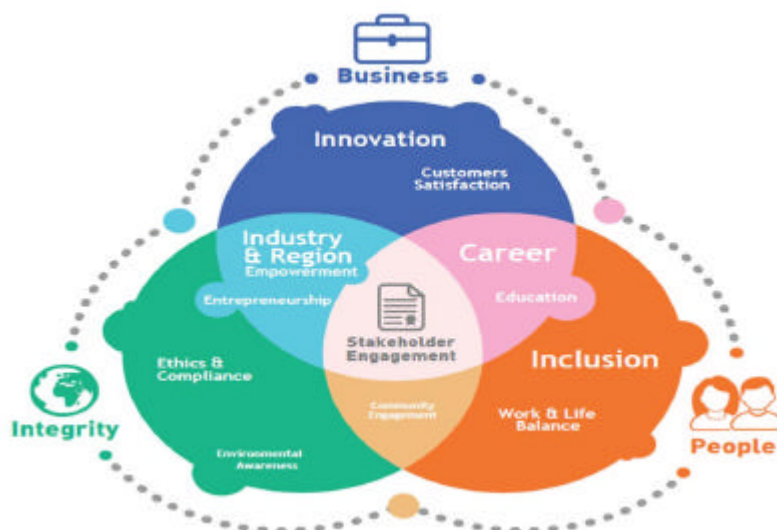 Business
Innovation
Customers
Satisfaction
Industry
& Region
Empowerment
Career
Entrepreneurship
Education
Stakeholder
Engagement
Ethics &
Compliance
Inclusion
Community
Engagement
Work & Life
Balance
Integrity
People
Environmental
Awareness